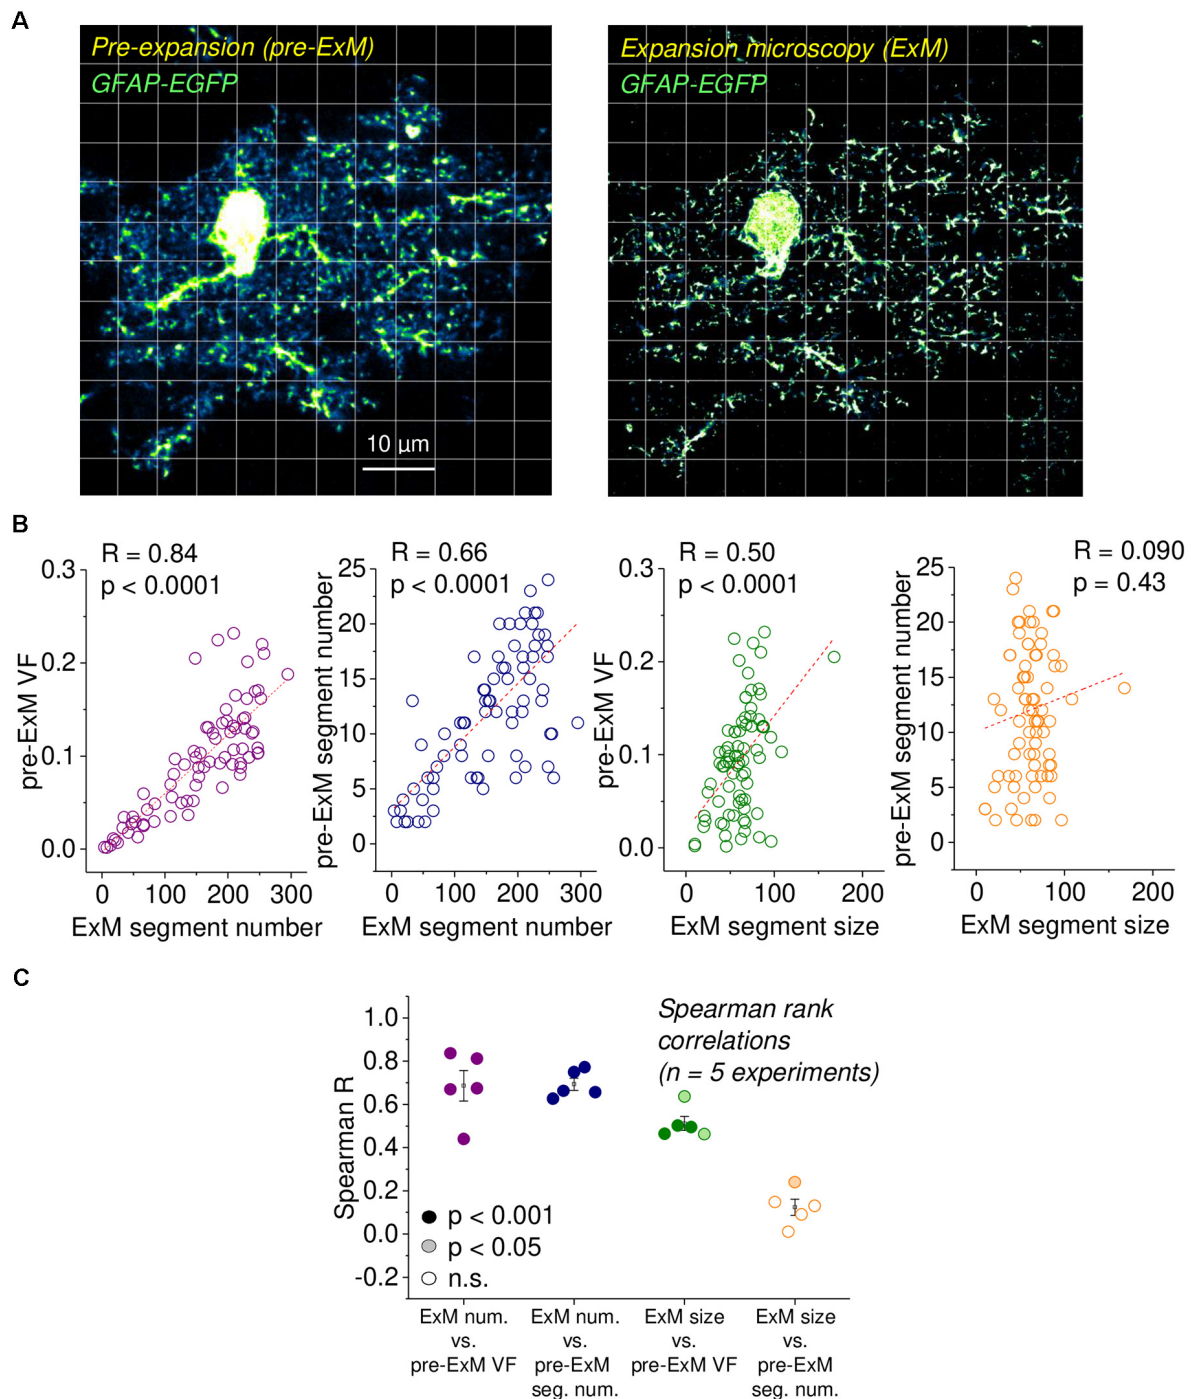 A
Pre-expansion (pre-ExM)
GFAP-EGFP
10 µm
Expansion microscopy (ExM)
GFAP-EGFP
B
R = 0.84
p < 0.0001
pre-ExM VF
0.3
0.2
0.1
0.0
0 100 200 300
ExM segment number
R = 0.66
p < 0.0001
pre-ExM segment number
25
20
15
10
5
0
0 100 200 300
ExM segment number
R = 0.50
p < 0.0001
pre-ExM VF
0.3
0.2
0.1
0.0
0 100 200
ExM segment size
R = 0.090
p = 0.43
pre-ExM segment number
25
20
15
10
5
0
0 100 200
ExM segment size
C
Spearman R
1.0
0.8
0.6
0.4
0.2
0.0
-0.2
Spearman rank
correlations
(n = 5 experiments)
p < 0.001
p < 0.05
n.s.
ExM num.
vs.
pre-ExM VF
ExM num.
vs.
pre-ExM
seg. num.
ExM size
vs.
pre-ExM VF
ExM size
vs.
pre-ExM
seg. num.